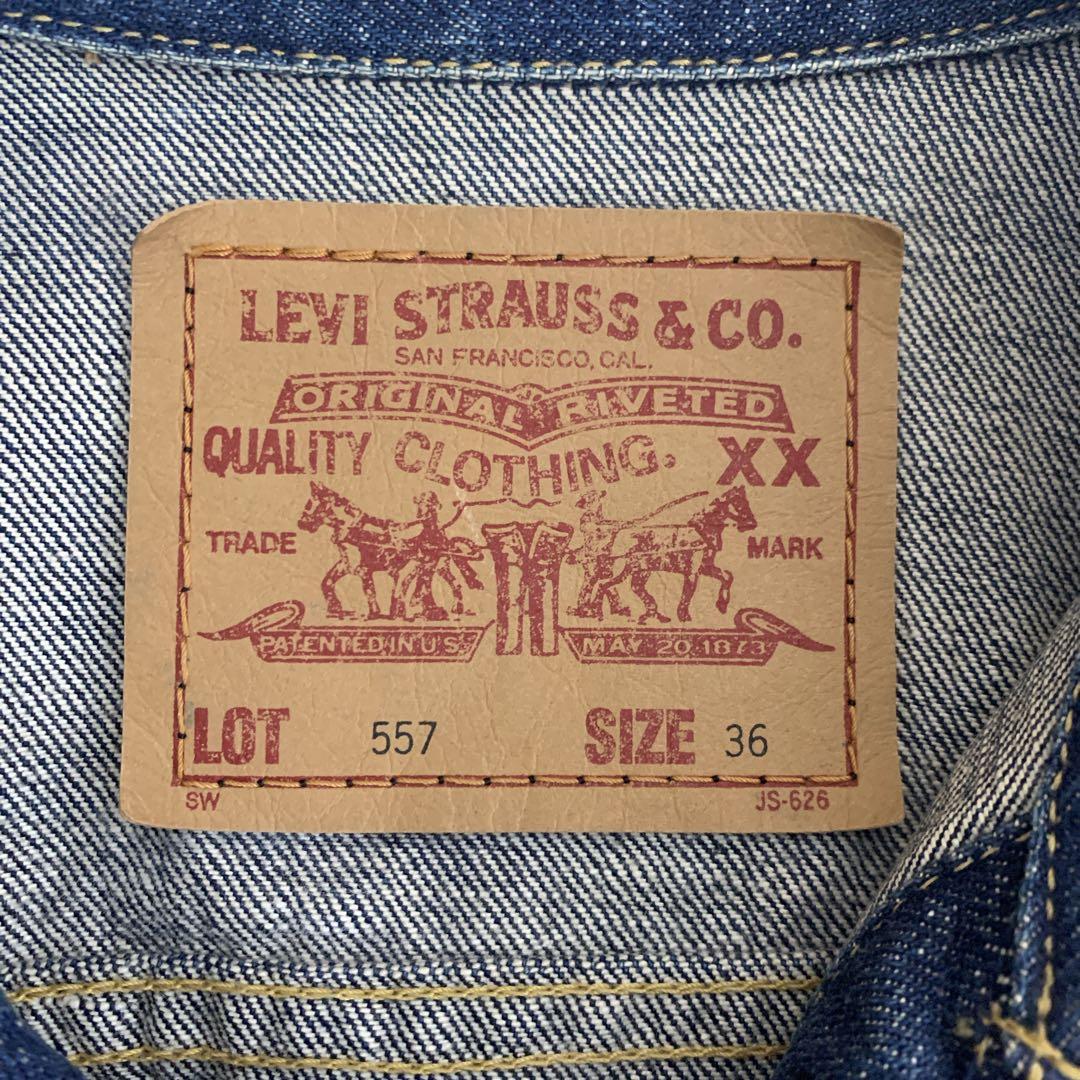 LEVI STRAUSS & CO.
SAN FRANCISCO, CAL.
ORIGINAL RIVETED
QUALITY CLOTHING. XX
TRADE MARK
PATENTED IN U.S. MAY 20 1873
LOT 557 SIZE 36
SW JS-626